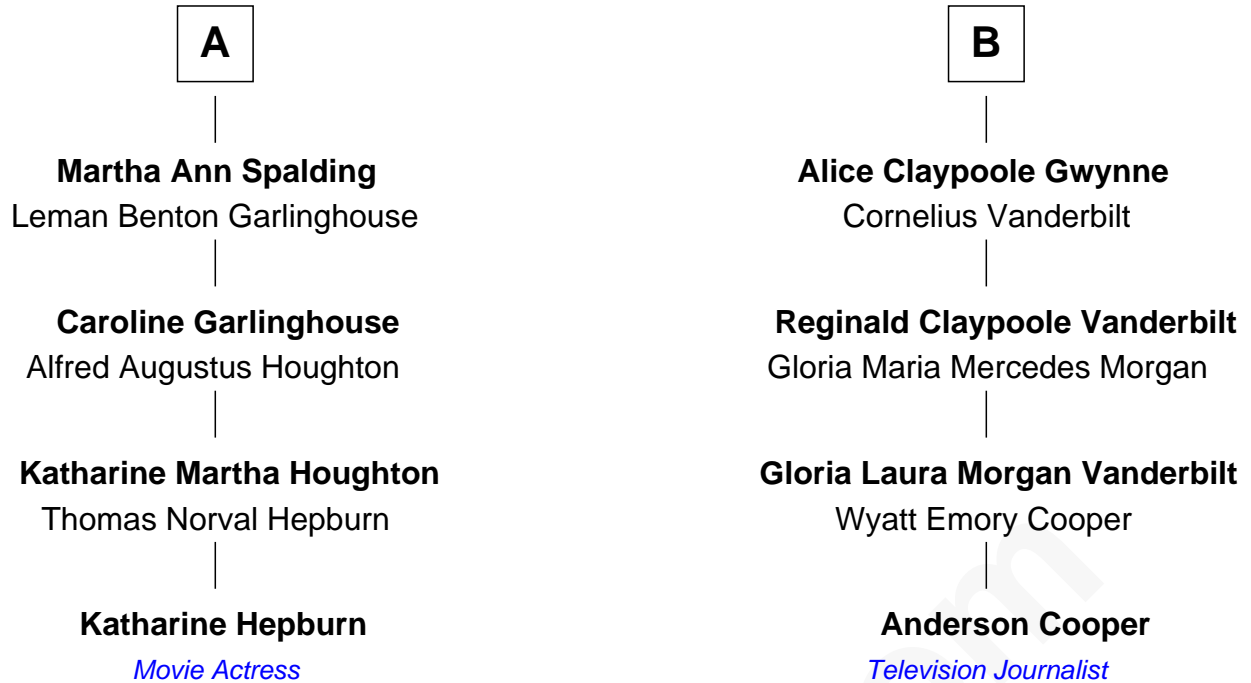 A
Martha Ann Spalding
Leman Benton Garlinghouse
Caroline Garlinghouse
Alfred Augustus Houghton
Katharine Martha Houghton
Thomas Norval Hepburn
Katharine Hepburn
Movie Actress
B
Alice Claypoole Gwynne
Cornelius Vanderbilt
Reginald Claypoole Vanderbilt
Gloria Maria Mercedes Morgan
Gloria Laura Morgan Vanderbilt
Wyatt Emory Cooper
Anderson Cooper
Television Journalist